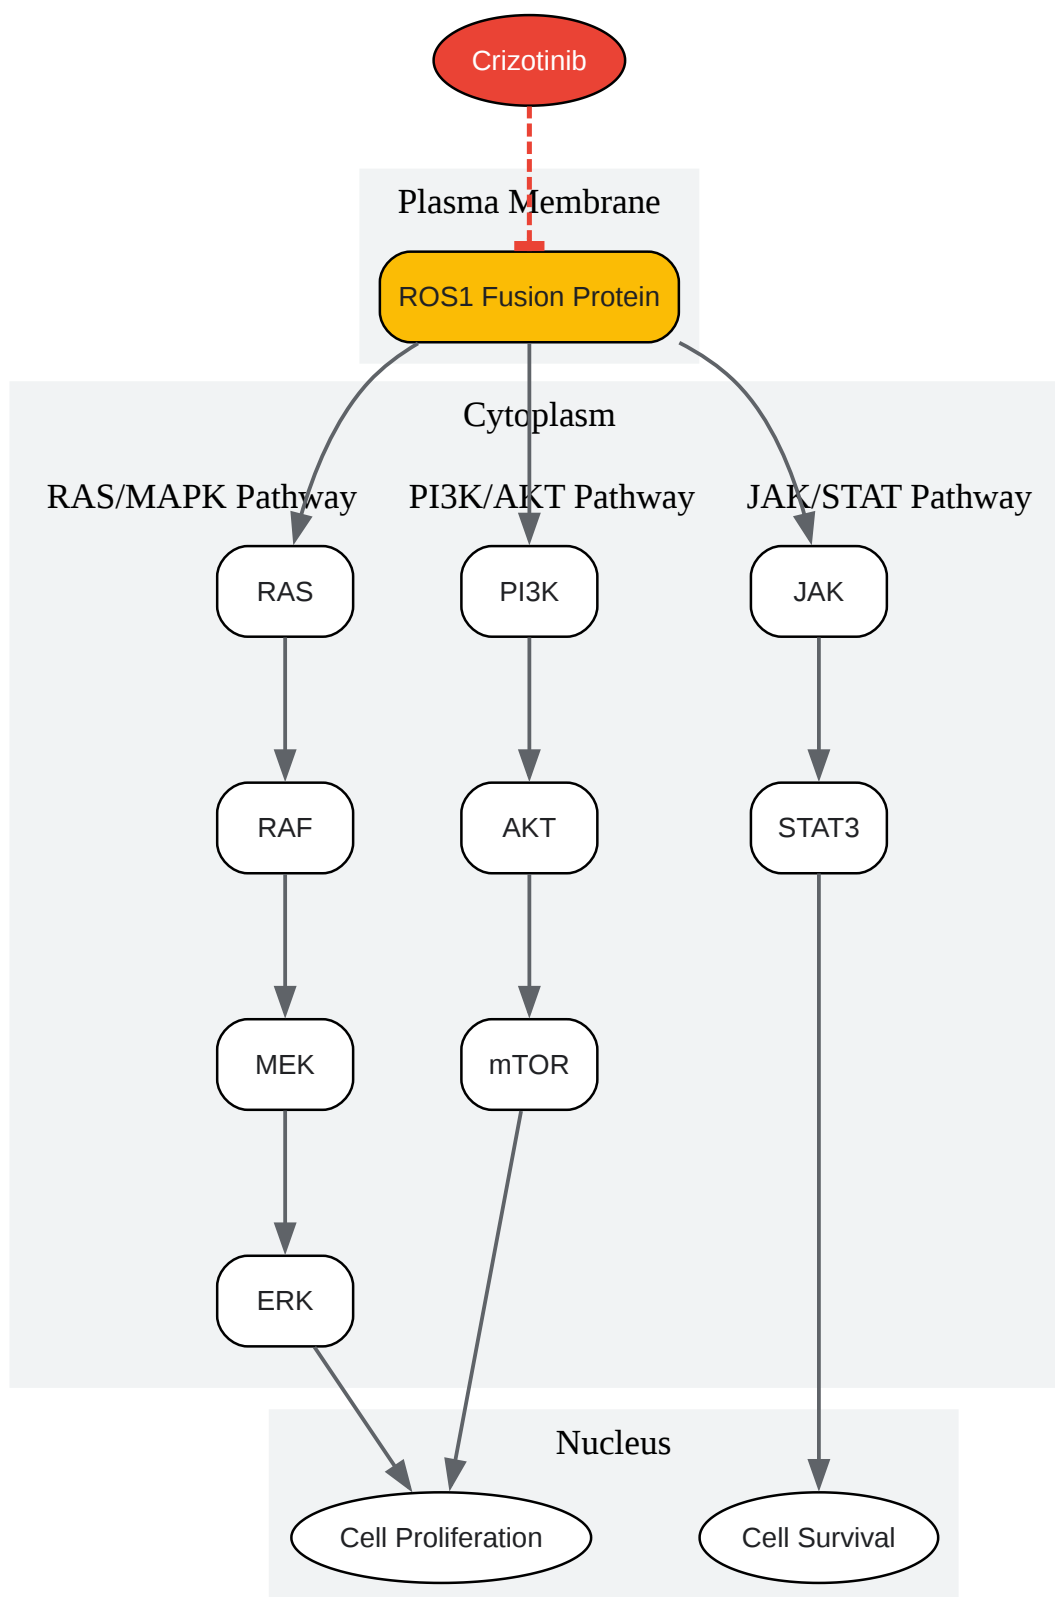 Crizotinib
Plasma Membrane
ROS1 Fusion Protein
Cytoplasm
RAS/MAPK Pathway
PI3K/AKT Pathway
JAK/STAT Pathway
RAS
PI3K
JAK
RAF
AKT
STAT3
MEK
mTOR
ERK
Nucleus
Cell Proliferation
Cell Survival